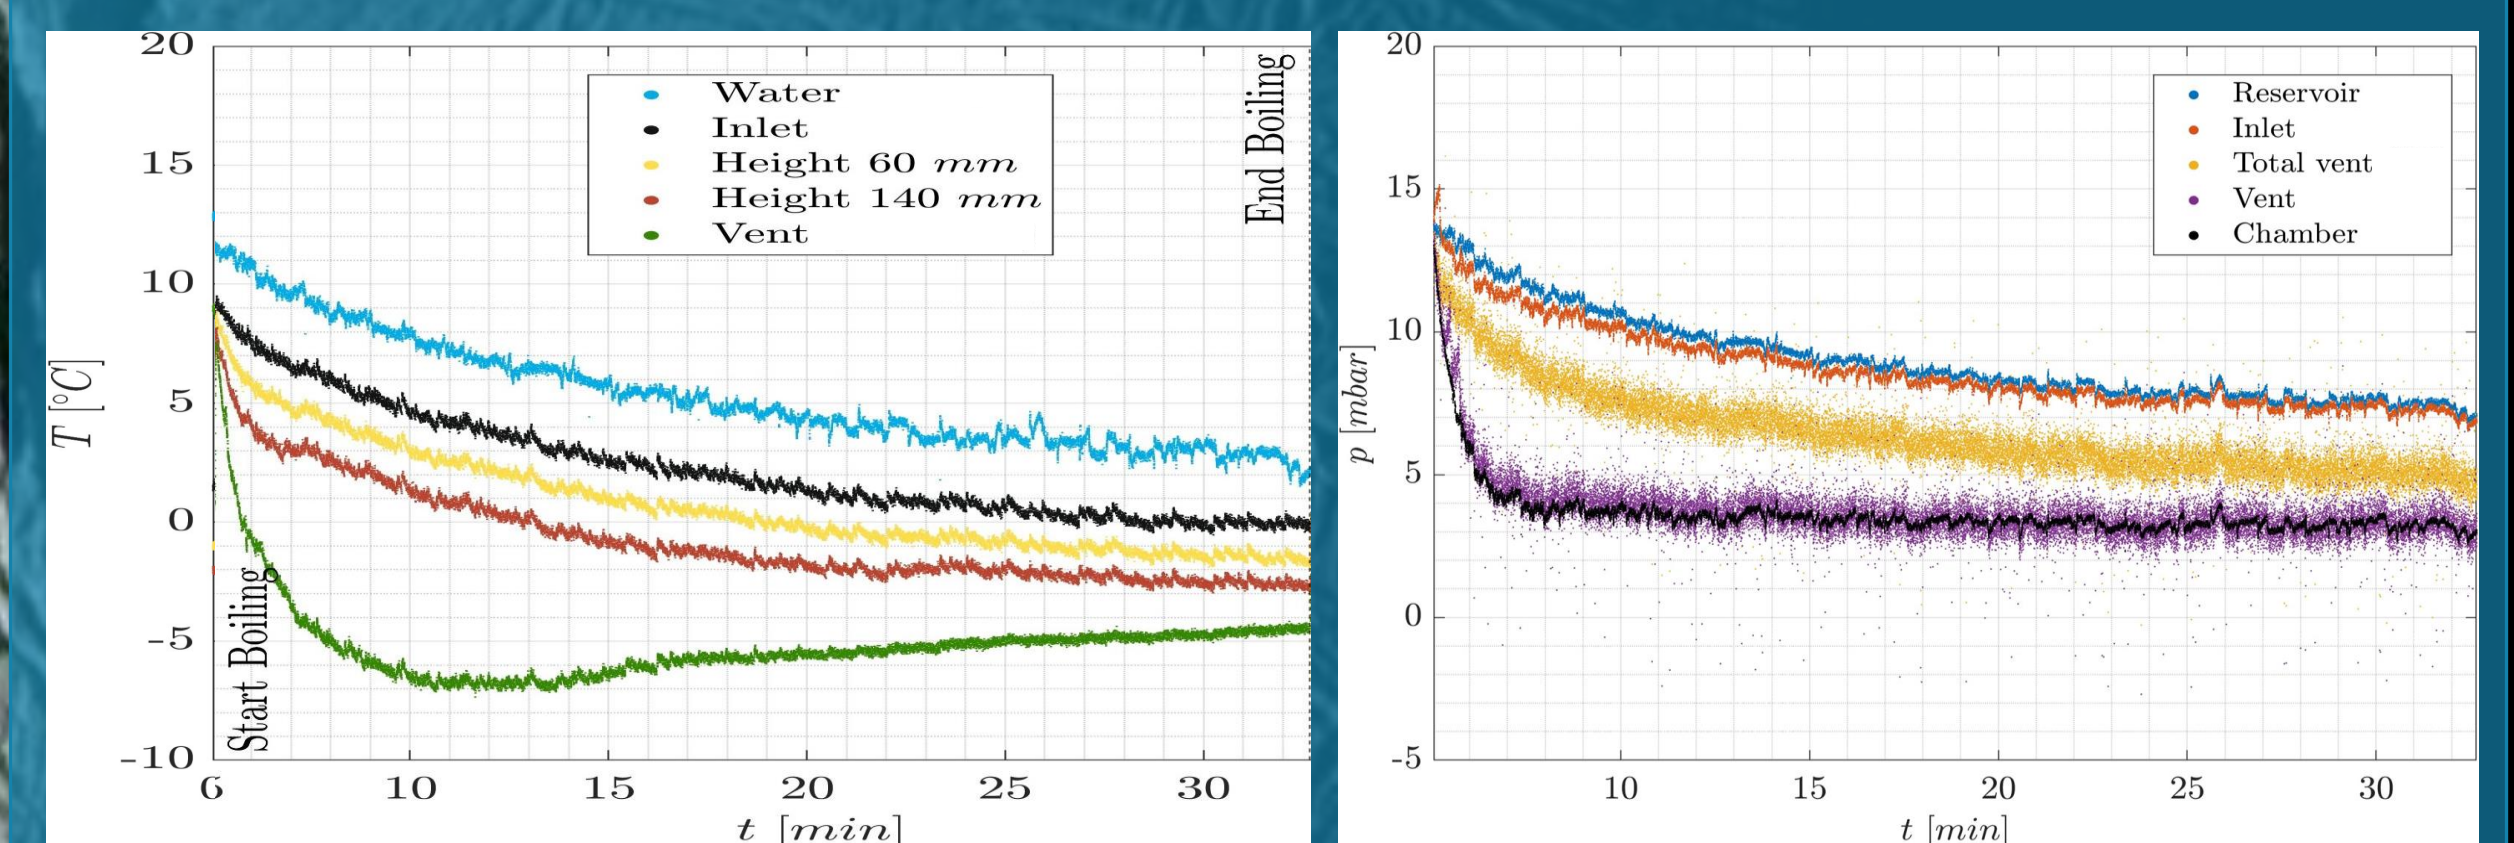 20
15
10
5
0
-5
-10
T [°C]
Water
Inlet
Height 60 mm
Height 140 mm
Vent
Start Boiling
End Boiling
6
10
15
20
25
30
t [min]
20
15
10
5
0
-5
p [mbar]
Reservoir
Inlet
Total vent
Vent
Chamber
10
15
20
25
30
t [min]